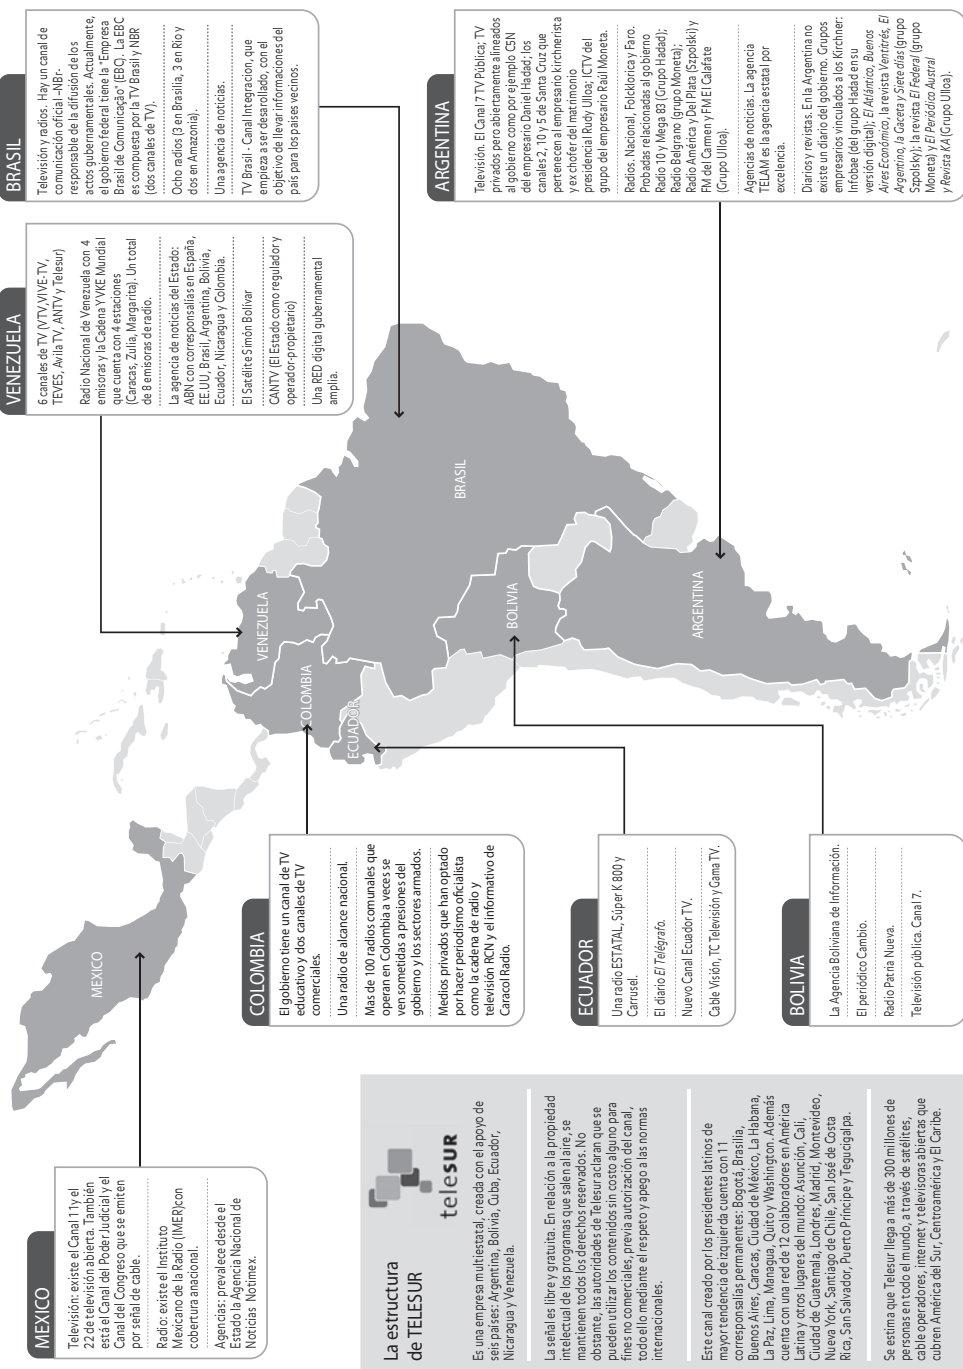 MEXICO
Televisión: existe el Canal 11 y el
22 de televisión abierta. También
está el Canal del Poder Judicial y el
Canal del Congreso que se emiten
por señal de cable.
Radio: existe el Instituto
Mexicano de la Radio (IMER)con
cobertura nacional.
Agencias: prevalece desde el
Estado la Agencia Nacional de
Noticias Notimex.
COLOMBIA
El gobierno tiene un canal de TV
educativo y dos canales de TV
comerciales.
Una radio de alcance nacional.
Mas de 100 radios comunales que
operan en Colombia a veces se
ven sometidas a presiones del
gobierno y los sectores armados.
Medios privados que han optado
por hacer periodismo oficialista
como la cadena de radio y
televisión RCN y el informativo de
Caracol Radio.
VENEZUELA
6 canales de TV (VTV,VIVE-TV,
TEVES, Avila TV, ANTV y Telesur)
Radio Nacional de Venezuela con 4
emisoras y la Cadena YVKE Mundial
que cuenta con 4 estaciones
(Caracas, Zulia, Margarita). Un total
de 8 emisoras de radio.
La agencia de noticias del Estado:
ABN con corresponsalías en España,
EE.UU, Brasil, Argentina, Bolivia,
Ecuador, Nicaragua y Colombia.
El Satélite Simón Bolivar
CANTV (El Estado como regulador y
operador-propietario)
Una RED digital gubernamental
amplia.
BRASIL
Televisión y radios. Hay un canal de
comunicación oficial -NBr-
responsable de la difusión de los
actos gubernamentales. Actualmente,
el gobierno federal tiene la "Empresa
Brasil de Comunicação" (EBC). La EBC
es compuesta por la TV Brasil y NBR
(dos canales de TV).
Ocho radios (3 en Brasilia, 3 en Rio y
dos en Amazonia).
Una agencia de noticias.
TV Brasil - Canal Integracion, que
empieza a ser desarollado, con el
objetivo de llevar informaciones del
país para los países vecinos.
MEXICO
VENEZUELA
COLOMBIA
ECUADOR
BRASIL
BOLIVIA
ARGENTINA
La estructura
de TELESUR
teleSUR
Es una empresa multiestatal, creada con el apoyo de
seis países: Argentina, Bolivia, Cuba, Ecuador,
Nicaragua y Venezuela.
La señal es libre y gratuita. En relación a la propiedad
intelectual de los programas que salen al aire, se
mantienen todos los derechos reservados. No
obstante, las autoridades de Telesur aclaran que se
pueden utilizar los contenidos sin costo alguno para
fines no comerciales, previa autorización del canal,
todo ello mediante el respeto y apego a las normas
internacionales.
Este canal creado por los presidentes latinos de
mayor tendencia de izquierda cuenta con 11
corresponsalías permanentes: Bogotá, Brasilia,
Buenos Aires, Caracas, Ciudad de México, La Habana,
La Paz, Lima, Managua, Quito y Washington. Además
cuenta con una red de 12 colaboradores en América
Latina y otros lugares del mundo: Asunción, Cali,
Ciudad de Guatemala, Londres, Madrid, Montevideo,
Nueva York, Santiago de Chile, San José de Costa
Rica, San Salvador, Puerto Príncipe y Tegucigalpa.
Se estima que Telesur llega a más de 300 millones de
personas en todo el mundo, a través de satélites,
cable operadores, internet y televisoras abiertas que
cubren América del Sur, Centroamérica y El Caribe.
ECUADOR
Una radio ESTATAL, Súper K 800 y
Carrusel.
El diario El Telégrafo.
Nuevo Canal Ecuador TV.
Cable Visión, TC Televisión y Gama TV.
BOLIVIA
La Agencia Boliviana de Información.
El periódico Cambio.
Radio Patria Nueva.
Televisión pública. Canal 7.
ARGENTINA
Televisión. El Canal 7 TV Pública; TV
privados pero abiertamente alineados
al gobierno como por ejemplo C5N
del empresario Daniel Hadad; los
canales 2, 10 y 5 de Santa Cruz que
pertenecen al empresario kirchnerista
y ex chofer del matrimonio
presidencial Rudy Ulloa; ICTV del
grupo del empresario Raúl Moneta.
Radios. Nacional, Folcklorica y Faro.
Probadas relacionadas al gobierno
Radio 10 y Mega 83 (Grupo Hadad);
Radio Belgrano (grupo Moneta);
Radio América y Del Plata (Szpolski) y
FM del Carmen y FM El Calafate
(Grupo Ulloa).
Agencias de noticias. La agencia
TELAM es la agencia estatal por
excelencia.
Diarios y revistas. En la Argentina no
existe un diario del gobierno. Grupos
empresarios vinculados a los Kirchner:
Infobae (del grupo Hadad en su
versión digital); El Atlántico, Buenos
Aires Económico, la revista Ventitrés, El
Argentino, la Gaceta y Siete días (grupo
Szpolsky); la revista El Federal (grupo
Moneta) y El Periódico Austral
y Revista KA (Grupo Ulloa).